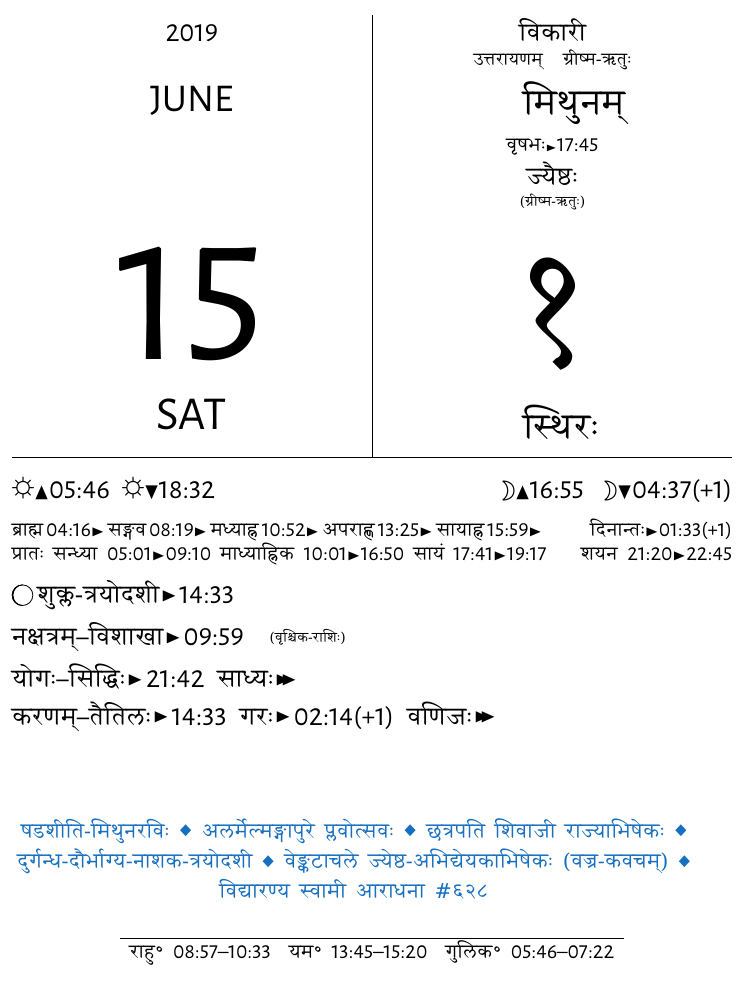 2019
JUNE
15
SAT
विकारी
उत्तरायणम् ग्रीष्म-ऋतुः
मिथुनम्
वृषभः►17:45
ज्यैष्ठः
(ग्रीष्म-ऋतुः)
१
स्थिरः
☼▲05:46 ☼▼18:32 ☽▲16:55 ☽▼04:37(+1)
ब्राह्म 04:16► सङ्गव 08:19► मध्याह्न 10:52► अपराह्ण 13:25► सायाह्न 15:59► दिनान्तः►01:33(+1)
प्रातः सन्ध्या 05:01►09:10 माध्याह्निक 10:01►16:50 सायं 17:41►19:17 शयन 21:20►22:45
◯शुक्ल-त्रयोदशी►14:33
नक्षत्रम्–विशाखा► 09:59 (वृश्चिक-राशिः)
योगः–सिद्धिः► 21:42 साध्यः►►
करणम्–तैतिलः►14:33 गरः► 02:14(+1) वणिजः►►
षडशीति-मिथुनरविः ◆ अलर्मेल्मङ्गापुरे प्लवोत्सवः ◆ छत्रपति शिवाजी राज्याभिषेकः ◆
दुर्गन्ध-दौर्भाग्य-नाशक-त्रयोदशी ◆ वेङ्कटाचले ज्येष्ठ-अभिद्येयकाभिषेकः (वज्र-कवचम्) ◆
विद्यारण्य स्वामी आराधना #६२८
राहु॰ 08:57–10:33 यम॰ 13:45–15:20 गुलिक॰ 05:46–07:22